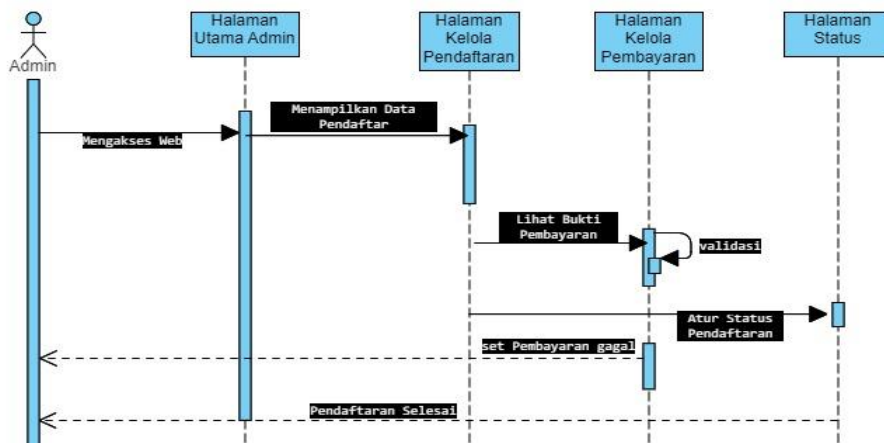 Admin
Halaman
Utama Admin
Halaman
Kelola
Pendaftaran
Halaman
Kelola
Pembayaran
Halaman
Status
Mengakses Web
Menampilkan Data
Pendaftar
Lihat Bukti
Pembayaran
validasi
Atur Status
Pendaftaran
set Pembayaran gagal
Pendaftaran Selesai